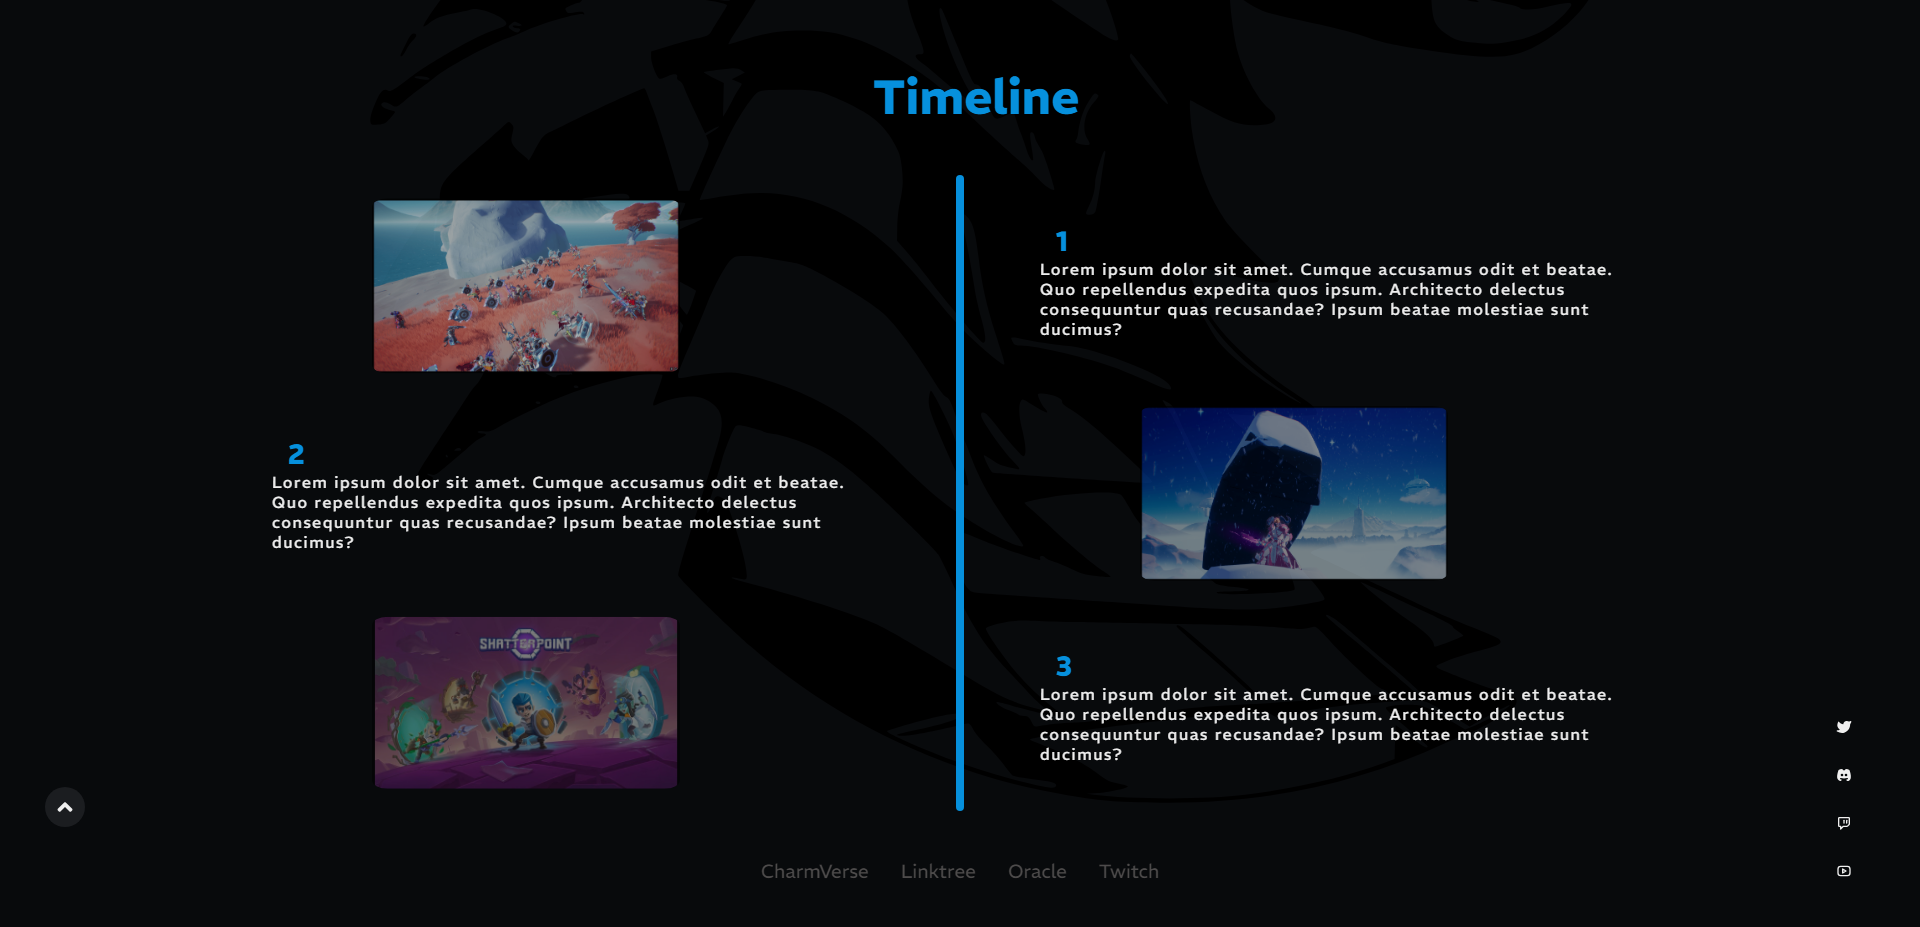 Timeline
1
Lorem ipsum dolor sit amet. Cumque accusamus odit et beatae.
Quo repellendus expedita quos ipsum. Architecto delectus
consequuntur quas recusandae? Ipsum beatae molestiae sunt
ducimus?
2
Lorem ipsum dolor sit amet. Cumque accusamus odit et beatae.
Quo repellendus expedita quos ipsum. Architecto delectus
consequuntur quas recusandae? Ipsum beatae molestiae sunt
ducimus?
SHATTERPOINT
3
Lorem ipsum dolor sit amet. Cumque accusamus odit et beatae.
Quo repellendus expedita quos ipsum. Architecto delectus
consequuntur quas recusandae? Ipsum beatae molestiae sunt
ducimus?
CharmVerse Linktree Oracle Twitch